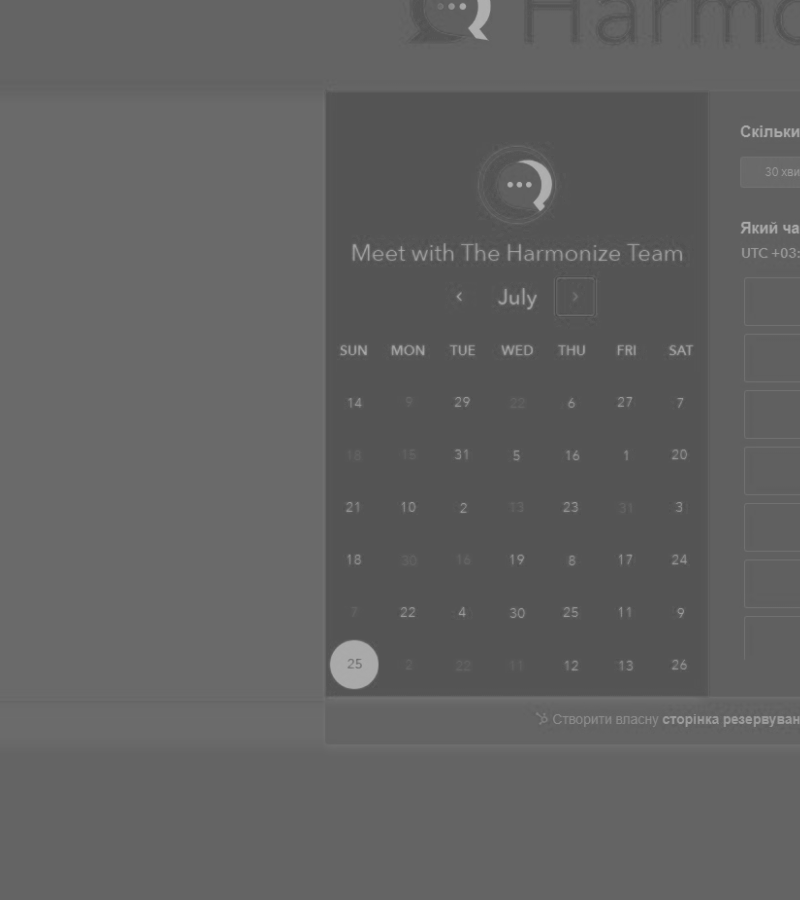 Harmo
Meet with The Harmonize Team
July
SUN MON TUE WED THU FRI SAT
14 9 29 22 6 27 7
18 15 31 5 16 1 20
21 10 2 13 23 31 3
18 30 16 19 8 17 24
7 22 4 30 25 11 9
25 2 22 11 12 13 26
Скільки
30 хви
Який ча
UTC +03:
Створити власну сторінка резервуван